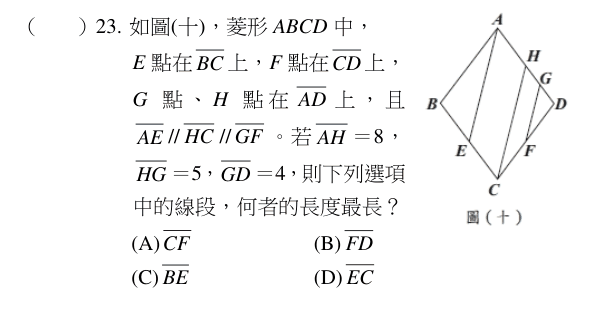 (　　) 23. 如圖(十)，菱形 ABCD 中，
E 點在 BC 上，F 點在 CD 上，
G 點、H 點在 AD 上，且
AE // HC // GF 。若 AH =8，
HG =5，GD =4，則下列選項
中的線段，何者的長度最長？
(A) CF (B) FD
(C) BE (D) EC
A
H
G
B
D
E
F
C
圖(十)